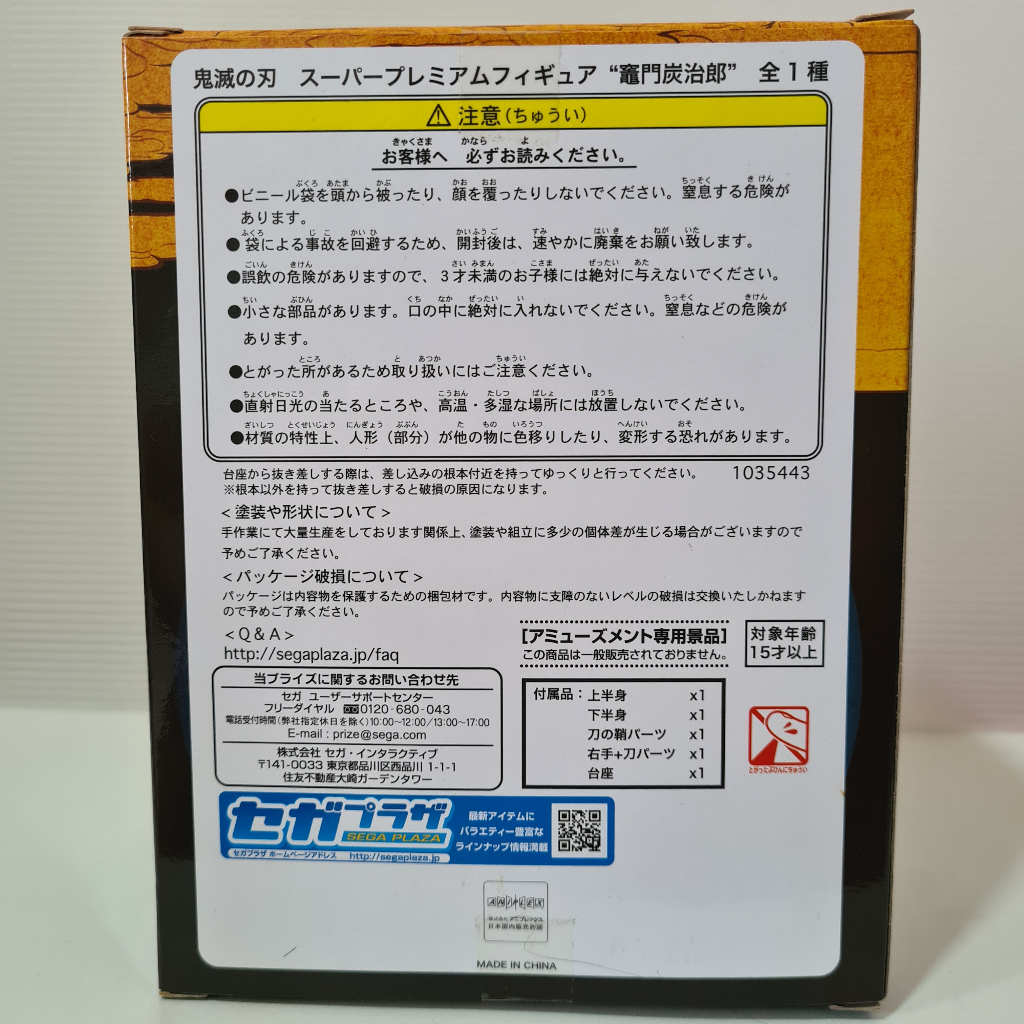 鬼滅の刃 スーパープレミアムフィギュア “竈門炭治郎” 全1種
⚠ 注意(ちゅうい)
お客様へ 必ずお読みください。
●ビニール袋を頭から被ったり、顔を覆ったりしないでください。窒息する危険が
あります。
●袋による事故を回避するため、開封後は、速やかに廃棄をお願い致します。
●誤飲の危険がありますので、3才未満のお子様には絶対に与えないでください。
●小さな部品があります。口の中に絶対に入れないでください。窒息などの危険が
あります。
●とがった所があるため取り扱いにはご注意ください。
●直射日光の当たるところや、高温・多湿な場所には放置しないでください。
●材質の特性上、人形(部分)が他の物に色移りしたり、変形する恐れがあります。
台座から抜き差しする際は、差し込みの根本付近を持ってゆっくりと行ってください。 1035443
※根本以外を持って抜き差しすると破損の原因になります。
<塗装や形状について>
手作業にて大量生産をしております関係上、塗装や組立に多少の個体差が生じる場合がございますので
予めご了承ください。
<パッケージ破損について>
パッケージは内容物を保護するための梱包材です。内容物に支障のないレベルの破損は交換いたしかねます
ので予めご了承ください。
<Q&A>
http://segaplaza.jp/faq
[アミューズメント専用景品]
この商品は一般販売されておりません。
対象年齢
15才以上
当プライズに関するお問い合わせ先
セガ ユーザーサポートセンター
フリーダイヤル 0120-680-043
電話受付時間(弊社指定休日を除く)10:00~12:00/13:00~17:00
E-mail : prize@sega.com
株式会社 セガ・インタラクティブ
〒141-0033 東京都品川区西品川 1-1-1
住友不動産大崎ガーデンタワー
付属品:上半身 x1
下半身 x1
刀の鞘パーツ x1
右手+刀パーツ x1
台座 x1
とがったぶひんにちゅうい
セガプラザ
SEGA PLAZA
セガプラザ ホームページアドレス http://segaplaza.jp
最新アイテムに
バラエティー豊富な
ラインナップ情報満載
ANIPLEX
株式会社アニプレックス
日本国内販売許諾
MADE IN CHINA